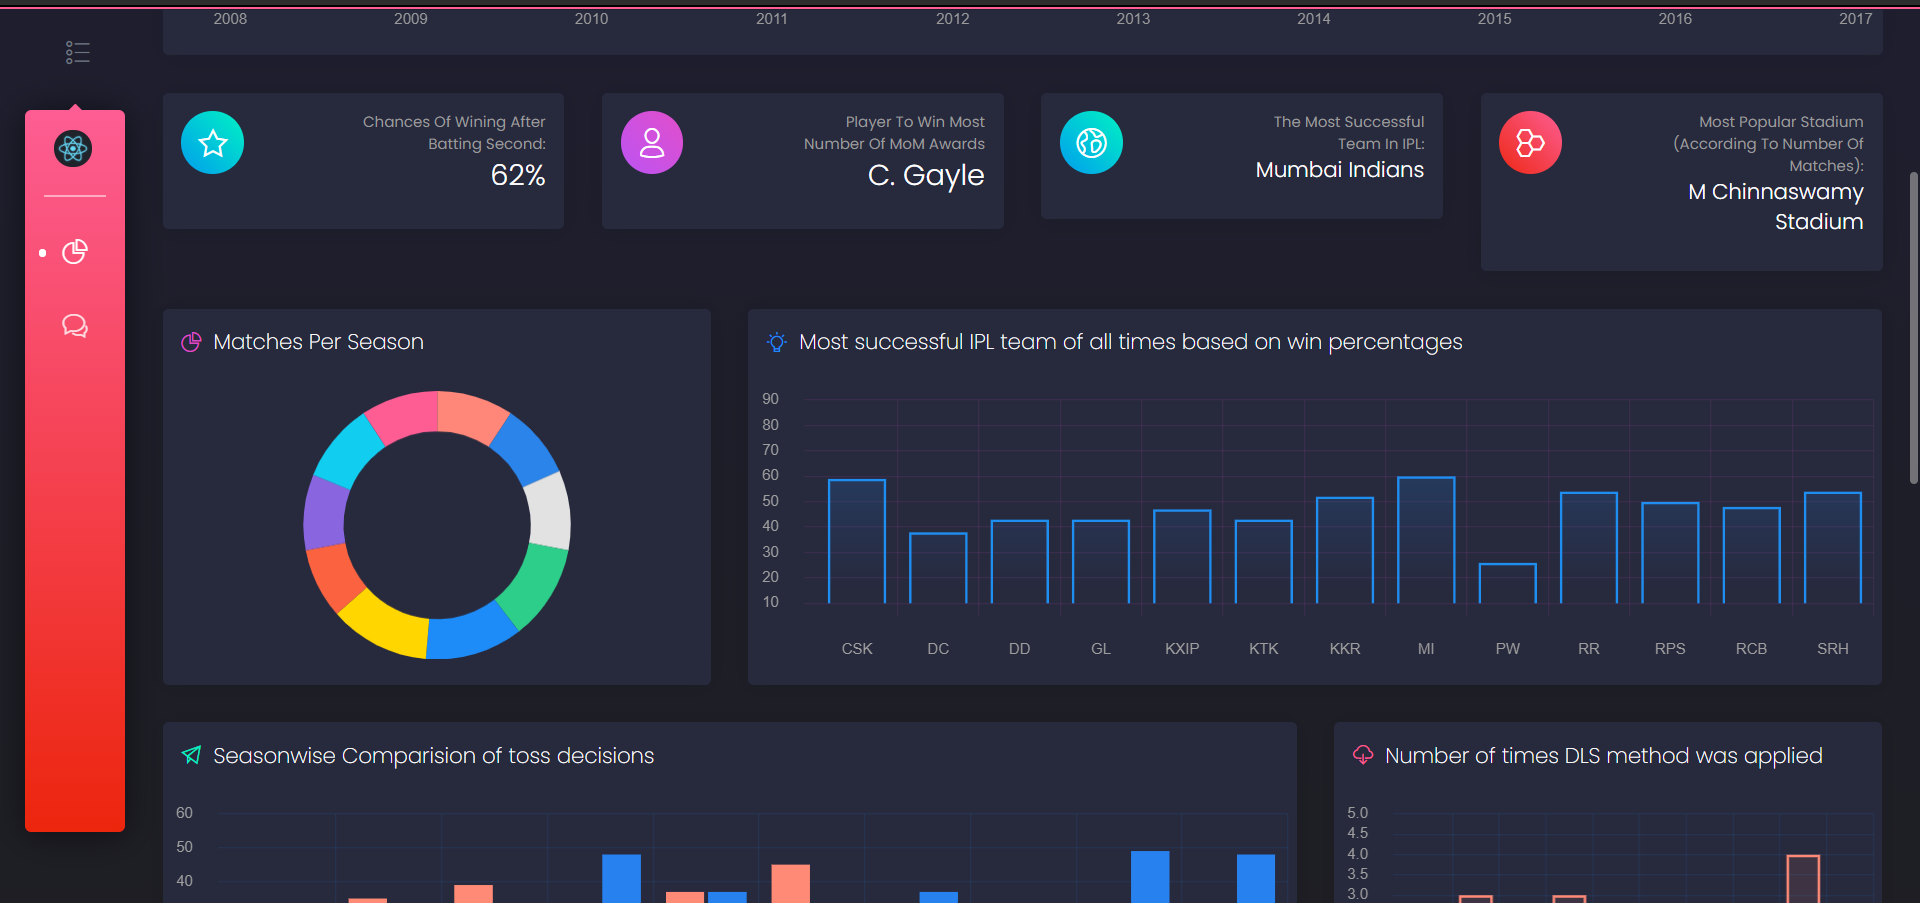 2008 2009 2010 2011 2012 2013 2014 2015 2016 2017
Chances Of Wining After
Batting Second:
62%
Player To Win Most
Number Of MoM Awards
C. Gayle
The Most Successful
Team In IPL:
Mumbai Indians
Most Popular Stadium
(According To Number Of
Matches):
M Chinnaswamy
Stadium
Matches Per Season
Most successful IPL team of all times based on win percentages
90
80
70
60
50
40
30
20
10
CSK DC DD GL KXIP KTK KKR MI PW RR RPS RCB SRH
Seasonwise Comparision of toss decisions
60
50
40
Number of times DLS method was applied
5.0
4.5
4.0
3.5
3.0